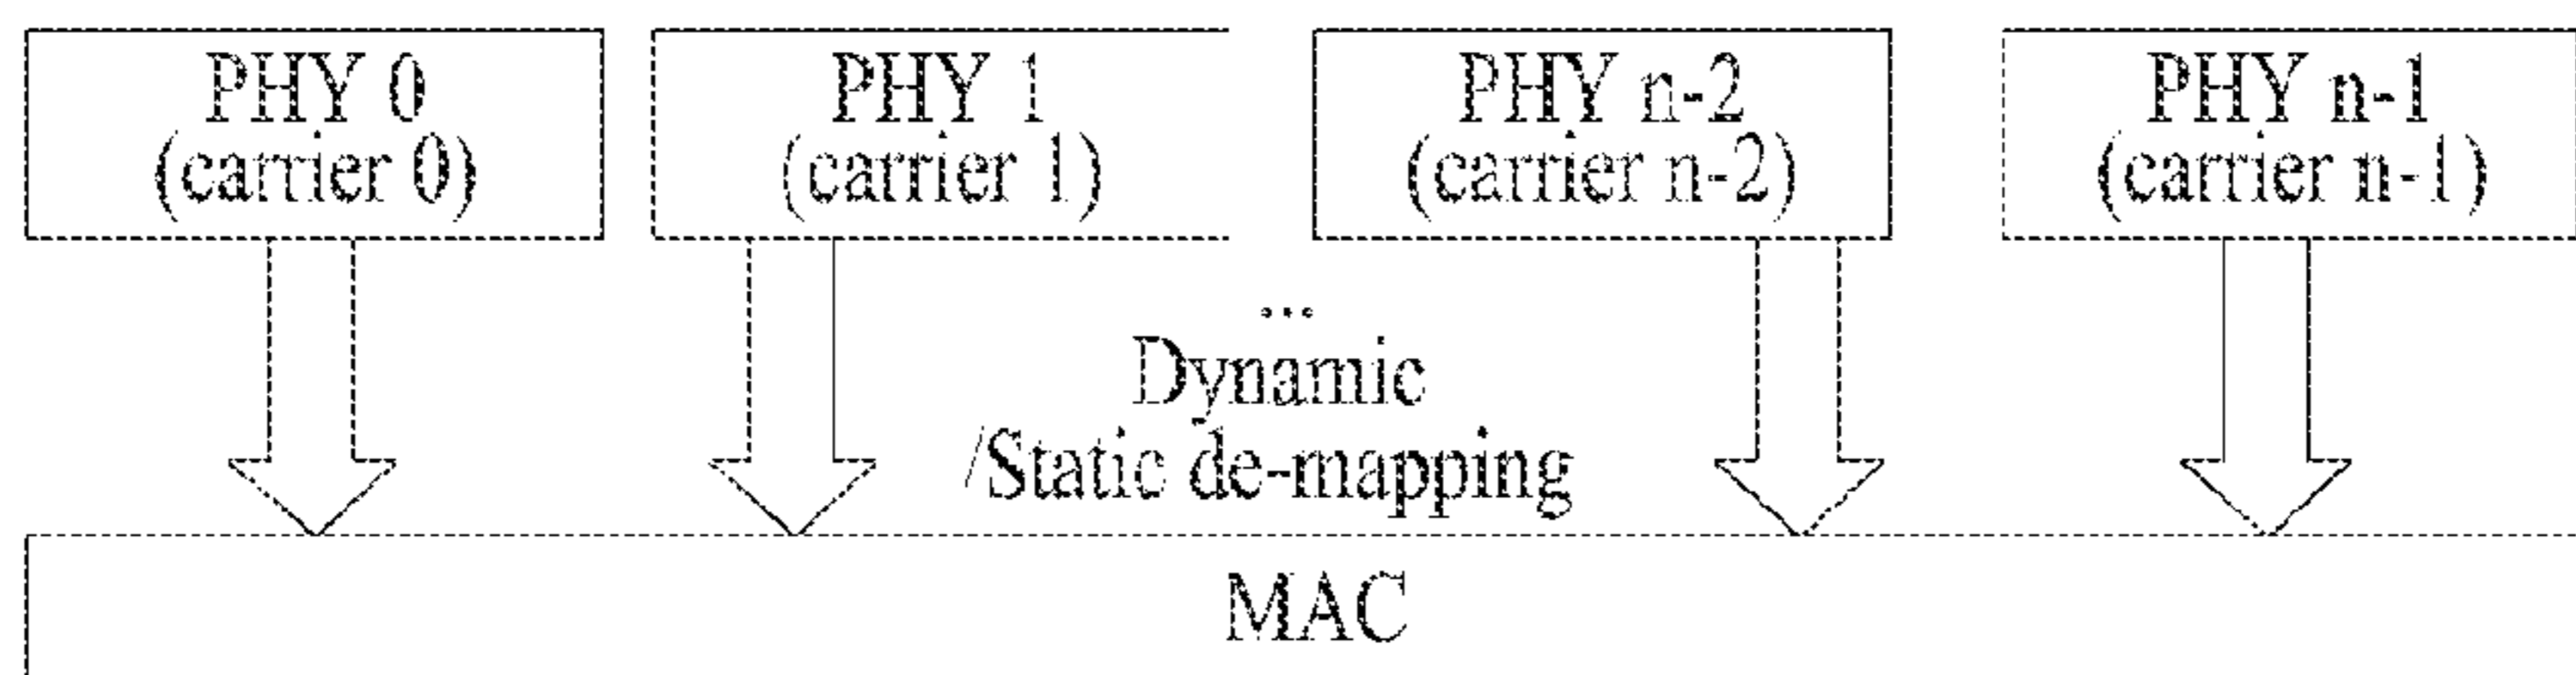 PHY 0
(carrier 0)
PHY 1
(carrier 1)
PHY n-2
(carrier n-2)
PHY n-1
(carrier n-1)
...
Dynamic
/Static de-mapping
MAC